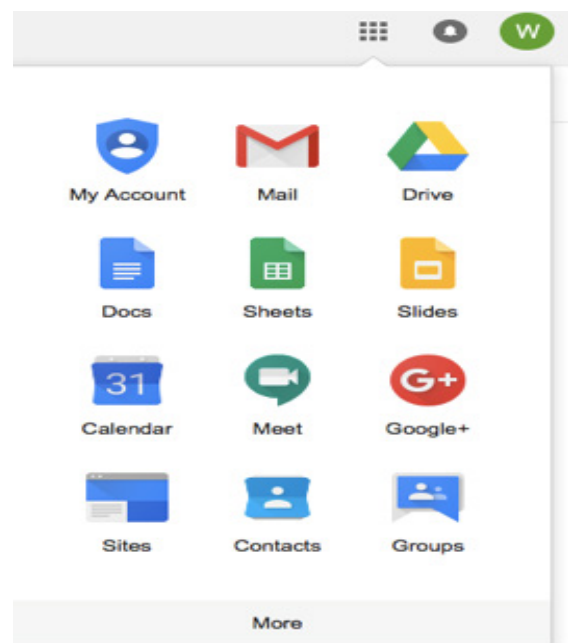 W
My Account Mail Drive
Docs Sheets Slides
31 G+
Calendar Meet Google+
Sites Contacts Groups
More